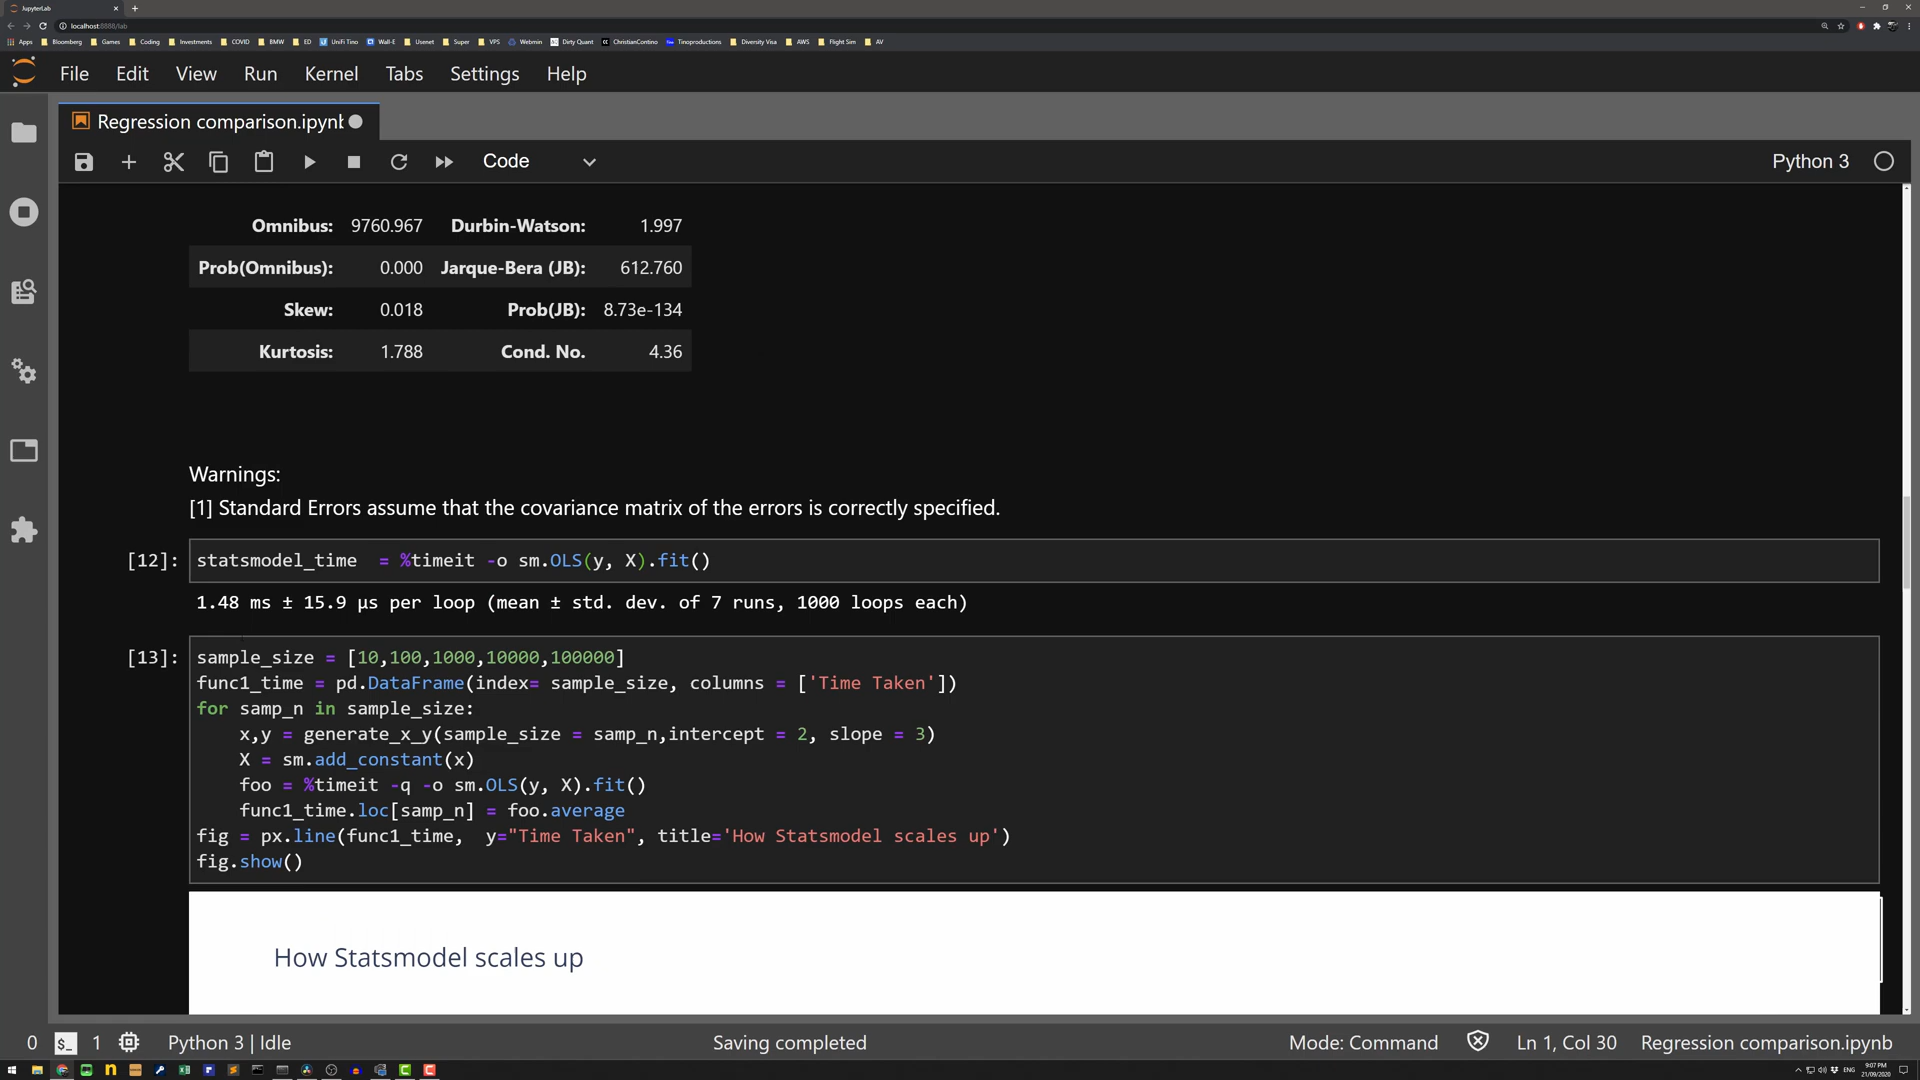 JupyterLab
localhost:8888/lab
Apps Bloomberg Games Coding Investments COVID BMW ED UniFi Tino Wall-E Usenet Super VPS Webmin Dirty Quant ChristianContino Tinoproductions Diversity Visa AWS Flight Sim AV
File Edit View Run Kernel Tabs Settings Help
Regression comparison.ipynb
Code Python 3
Omnibus: 9760.967 Durbin-Watson: 1.997
Prob(Omnibus): 0.000 Jarque-Bera (JB): 612.760
Skew: 0.018 Prob(JB): 8.73e-134
Kurtosis: 1.788 Cond. No. 4.36
Warnings:
[1] Standard Errors assume that the covariance matrix of the errors is correctly specified.
[12]: statsmodel_time  = %timeit -o sm.OLS(y, X).fit()
1.48 ms ± 15.9 µs per loop (mean ± std. dev. of 7 runs, 1000 loops each)
[13]: sample_size = [10,100,1000,10000,100000]
func1_time = pd.DataFrame(index= sample_size, columns = ['Time Taken'])
for samp_n in sample_size:
    x,y = generate_x_y(sample_size = samp_n,intercept = 2, slope = 3)
    X = sm.add_constant(x)
    foo = %timeit -q -o sm.OLS(y, X).fit()
    func1_time.loc[samp_n] = foo.average
fig = px.line(func1_time,  y="Time Taken", title='How Statsmodel scales up')
fig.show()
How Statsmodel scales up
0 $_ 1 Python 3 | Idle Saving completed Mode: Command Ln 1, Col 30 Regression comparison.ipynb
ENG 9:07 PM
21/09/2020